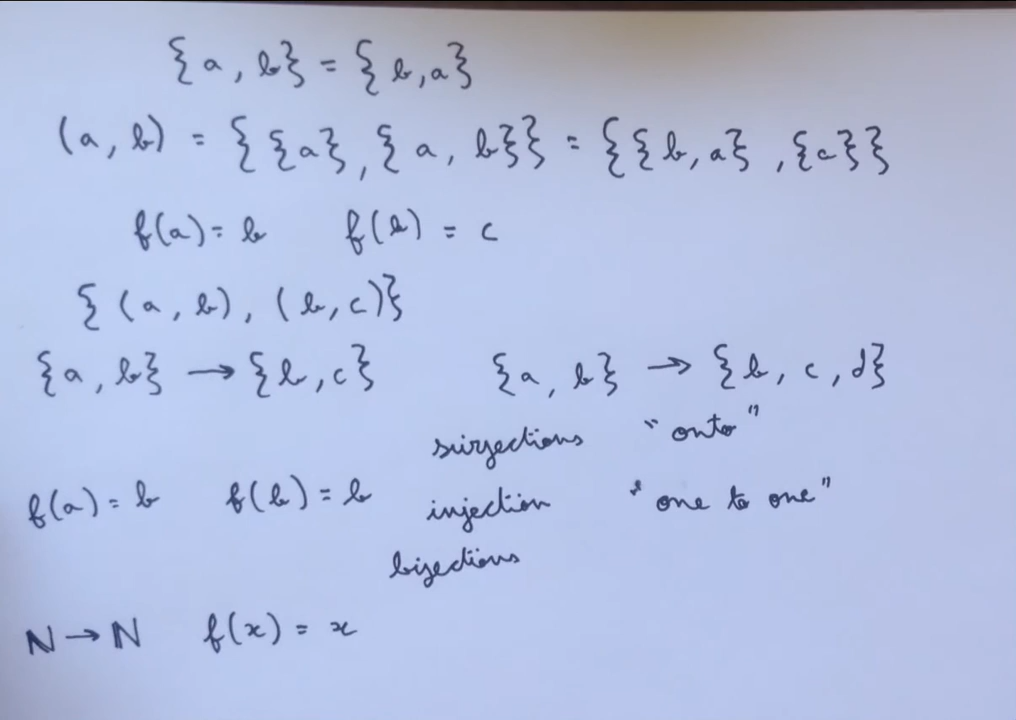 {a, b} = {b, a}
(a, b) = {{a}, {a, b}} = {{b, a}, {a}}
f(a) = b f(b) = c
{(a, b), (b, c)}
{a, b} → {b, c} {a, b} → {b, c, d}
surjections "onto"
f(a) = b f(b) = b injection "one to one"
bijections
ℕ → ℕ f(x) = x